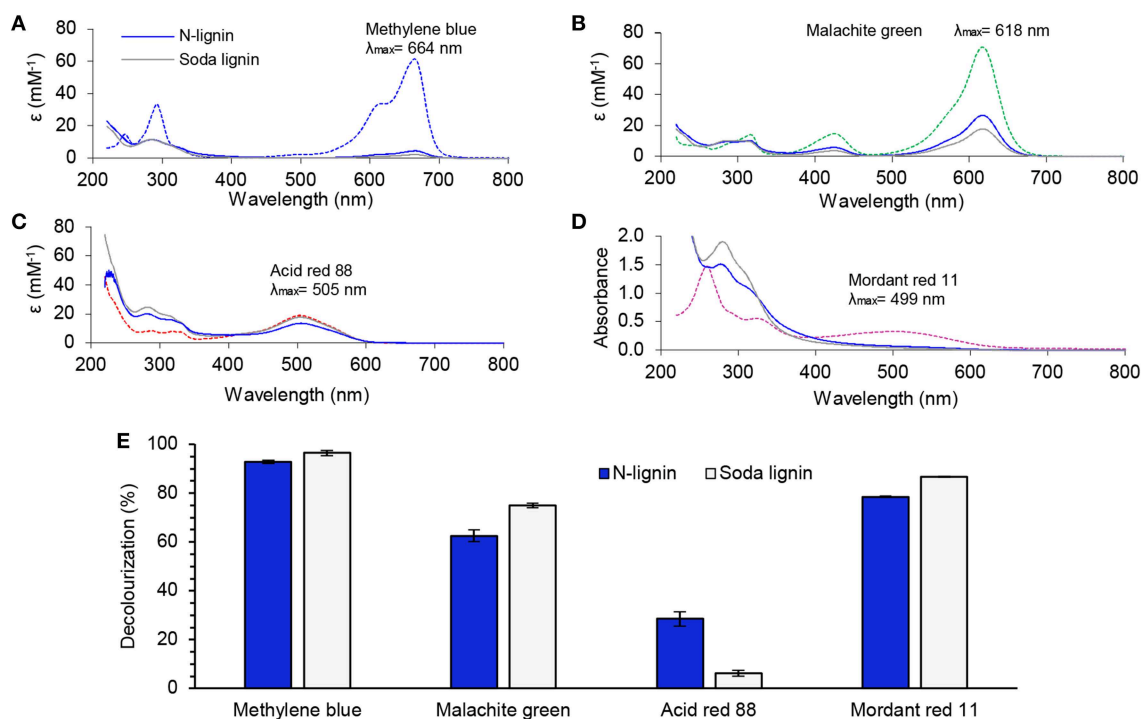 A
ε (mM⁻¹)
80
60
40
20
0
N-lignin
Soda lignin
Methylene blue
λmax= 664 nm
200 300 400 500 600 700 800
Wavelength (nm)
B
ε (mM⁻¹)
80
60
40
20
0
Malachite green λmax= 618 nm
200 300 400 500 600 700 800
Wavelength (nm)
C
ε (mM⁻¹)
80
60
40
20
0
Acid red 88
λmax= 505 nm
200 300 400 500 600 700 800
Wavelength (nm)
D
Absorbance
2.0
1.5
1.0
0.5
0.0
Mordant red 11
λmax= 499 nm
200 300 400 500 600 700 800
Wavelength (nm)
E
Decolourization (%)
100
80
60
40
20
0
N-lignin Soda lignin
Methylene blue Malachite green Acid red 88 Mordant red 11